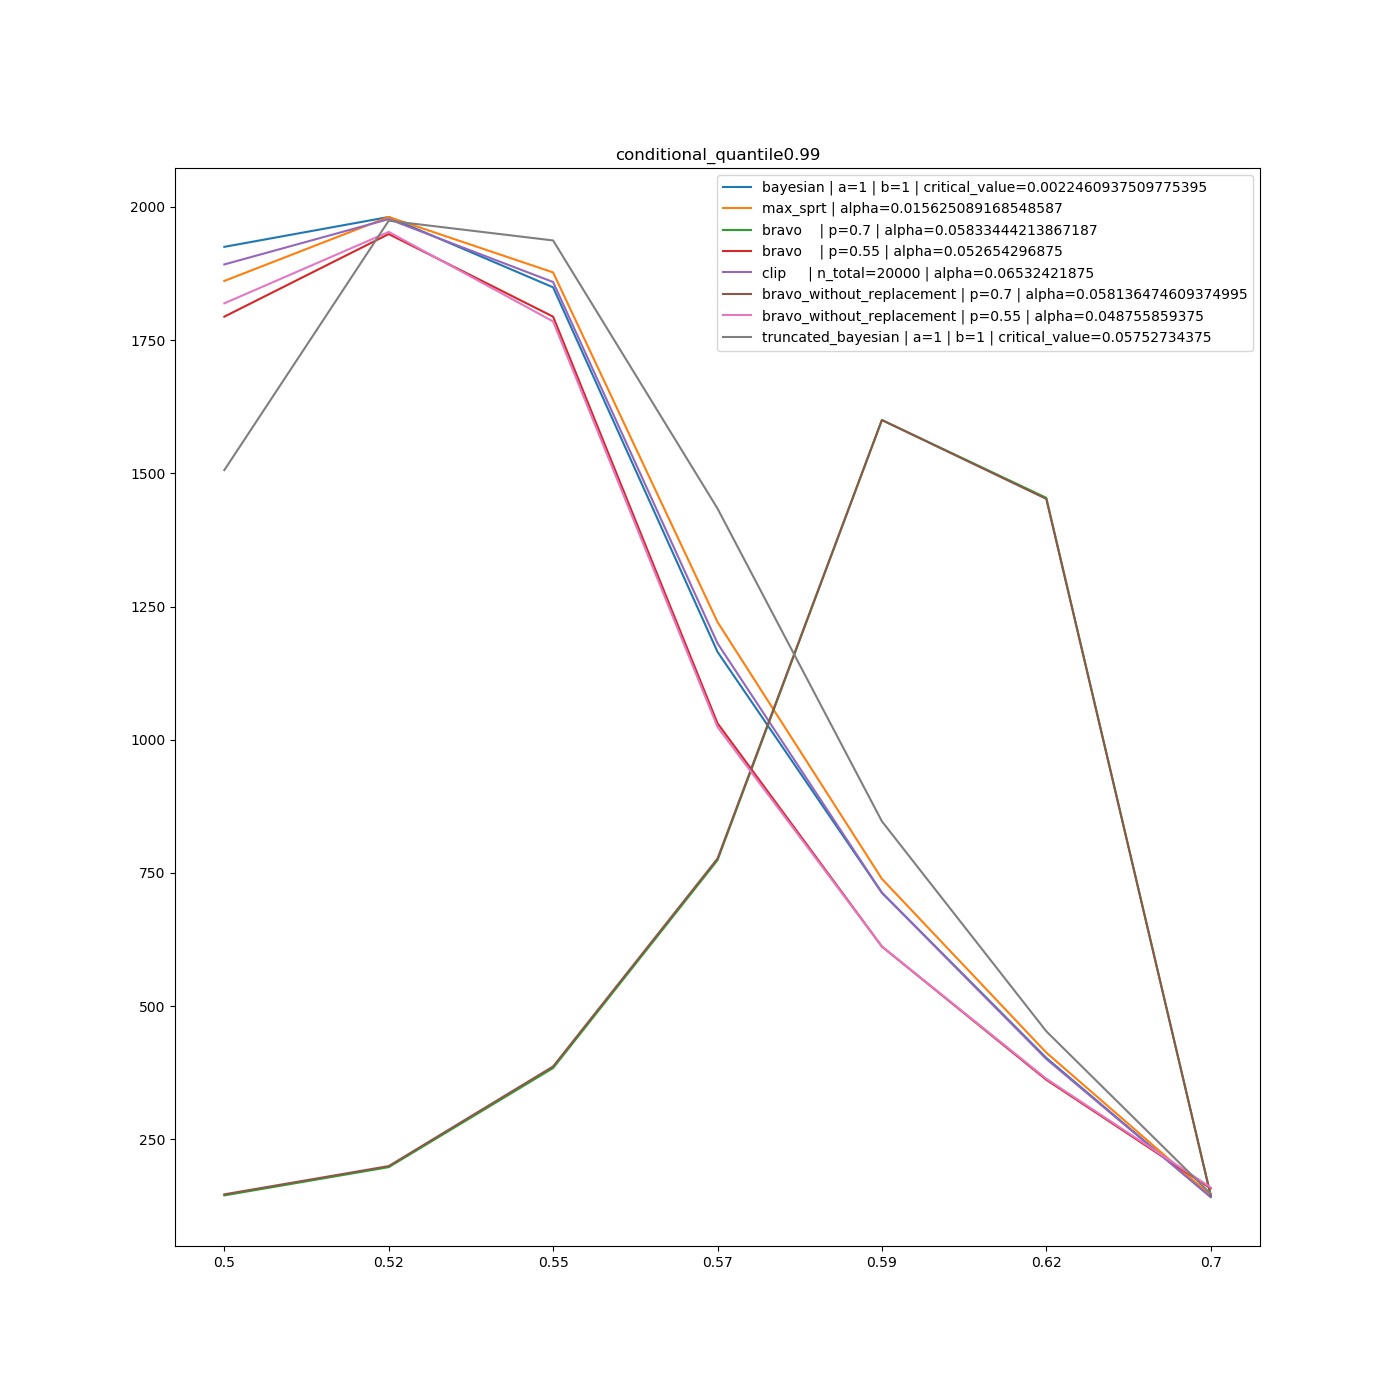 conditional_quantile0.99
bayesian | a=1 | b=1 | critical_value=0.0022460937509775395
max_sprt | alpha=0.015625089168548587
bravo    | p=0.7 | alpha=0.05833444213867187
bravo    | p=0.55 | alpha=0.052654296875
clip     | n_total=20000 | alpha=0.06532421875
bravo_without_replacement | p=0.7 | alpha=0.058136474609374995
bravo_without_replacement | p=0.55 | alpha=0.048755859375
truncated_bayesian | a=1 | b=1 | critical_value=0.05752734375
2000
1750
1500
1250
1000
750
500
250
0.5 0.52 0.55 0.57 0.59 0.62 0.7